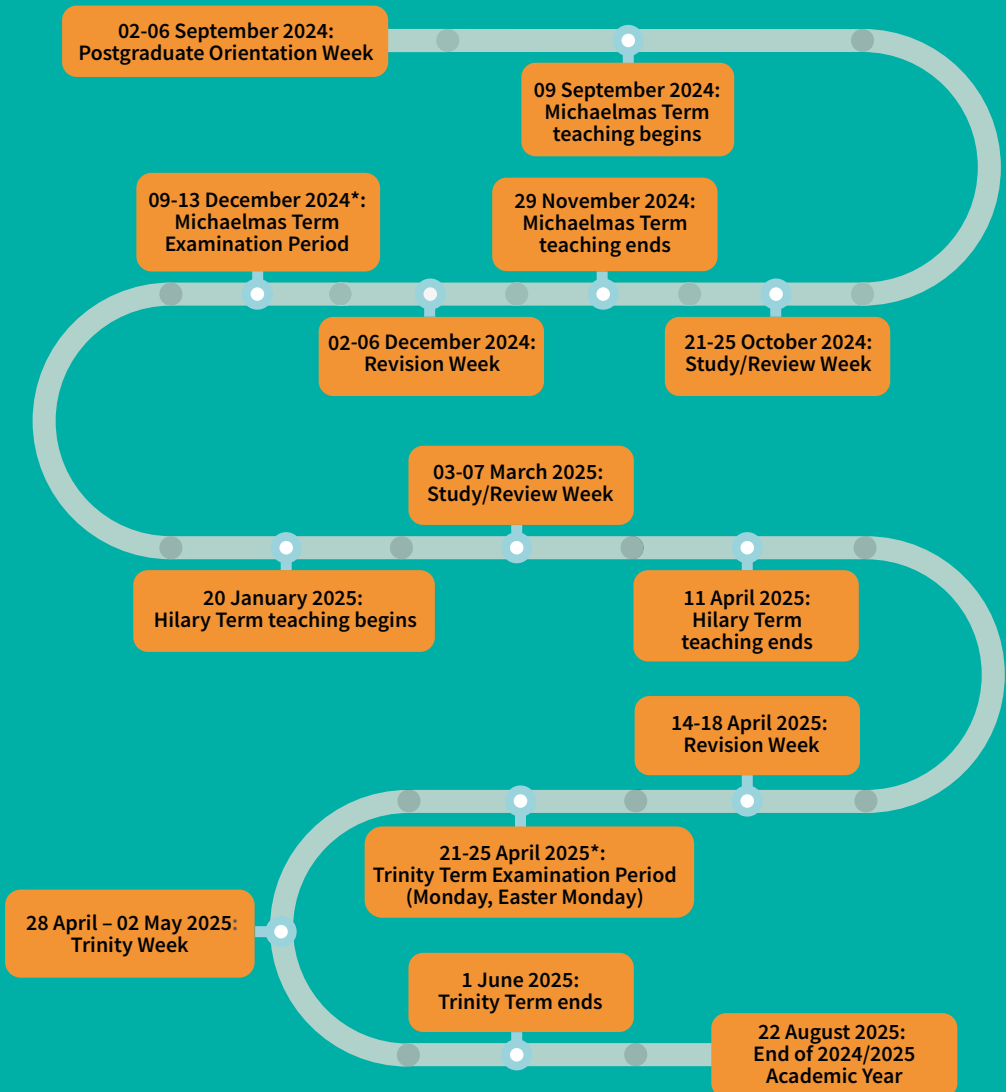 02-06 September 2024:
Postgraduate Orientation Week
09 September 2024:
Michaelmas Term
teaching begins
21-25 October 2024:
Study/Review Week
29 November 2024:
Michaelmas Term
teaching ends
02-06 December 2024:
Revision Week
09-13 December 2024*:
Michaelmas Term
Examination Period
20 January 2025:
Hilary Term teaching begins
03-07 March 2025:
Study/Review Week
11 April 2025:
Hilary Term
teaching ends
14-18 April 2025:
Revision Week
21-25 April 2025*:
Trinity Term Examination Period
(Monday, Easter Monday)
28 April – 02 May 2025:
Trinity Week
1 June 2025:
Trinity Term ends
22 August 2025:
End of 2024/2025
Academic Year